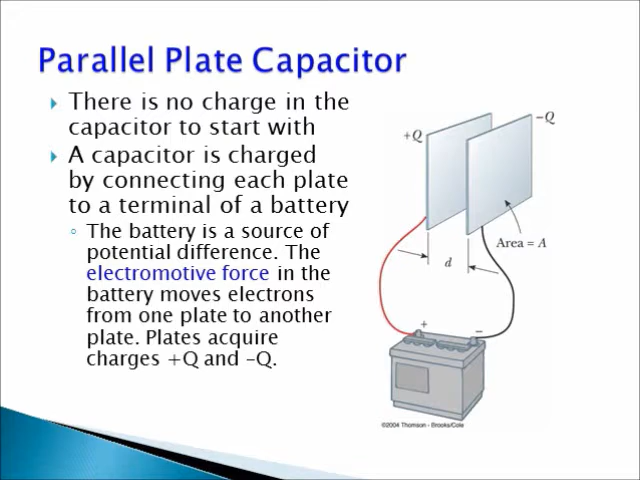 Parallel Plate Capacitor
There is no charge in the
capacitor to start with
A capacitor is charged
by connecting each plate
to a terminal of a battery
The battery is a source of
potential difference. The
electromotive force in the
battery moves electrons
from one plate to another
plate. Plates acquire
charges +Q and –Q.
−Q
+Q
Area = A
d
+
−
©2004 Thomson - Brooks/Cole